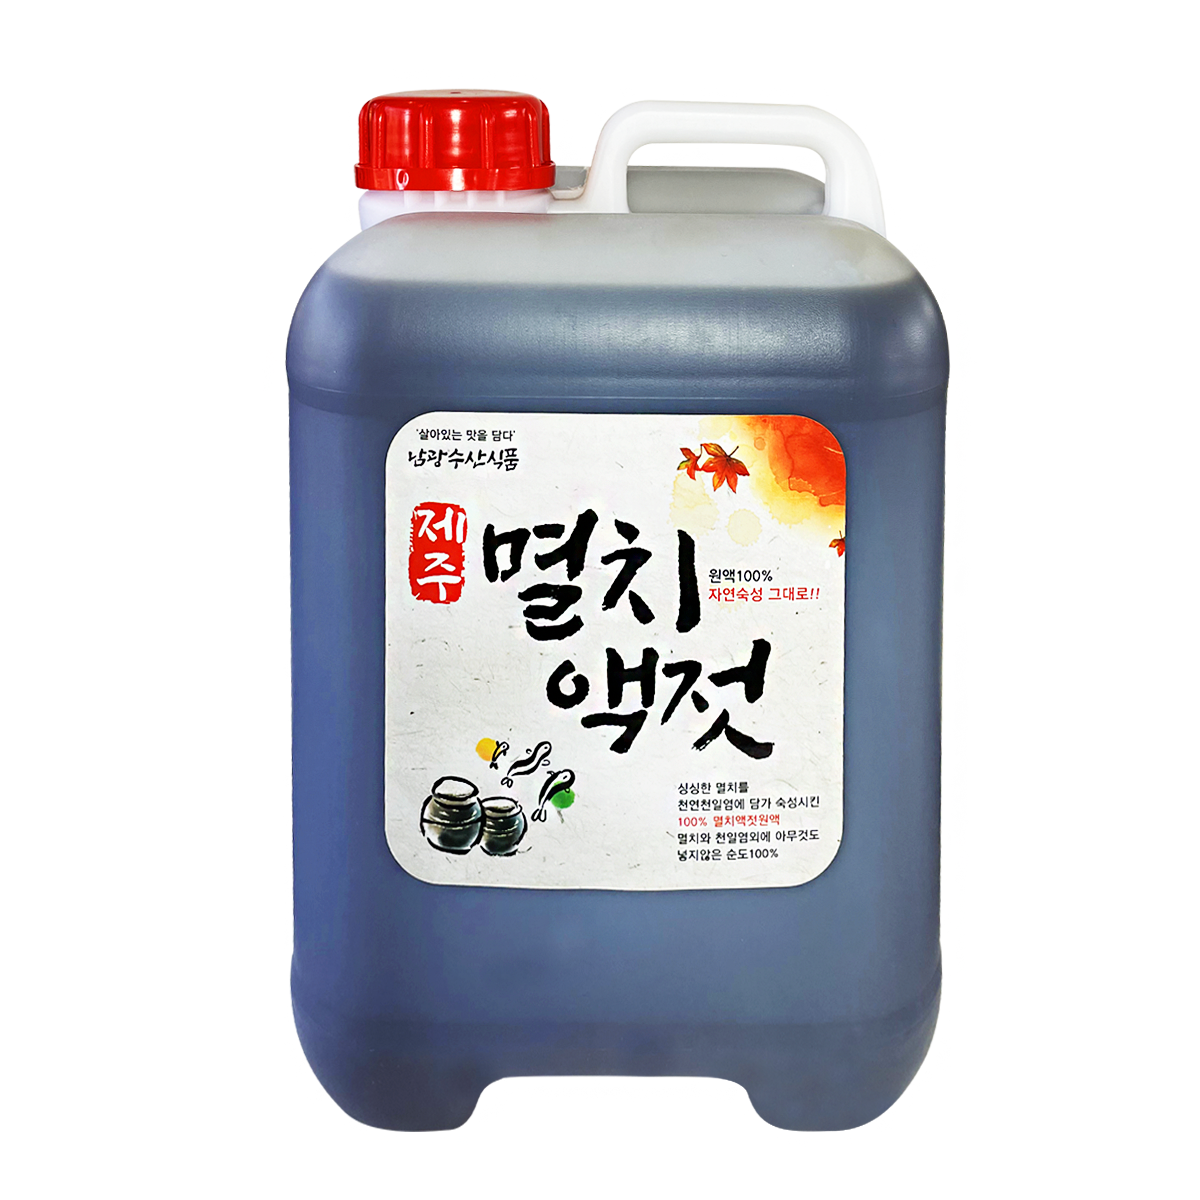 '살아있는 맛을 담다'
남광수산식품
제주
멸치
액젓
원액100%
자연숙성 그대로!!
싱싱한 멸치를
천연천일염에 담가 숙성시킨
100% 멸치액젓원액
멸치와 천일염외에 아무것도
넣지않은 순도100%